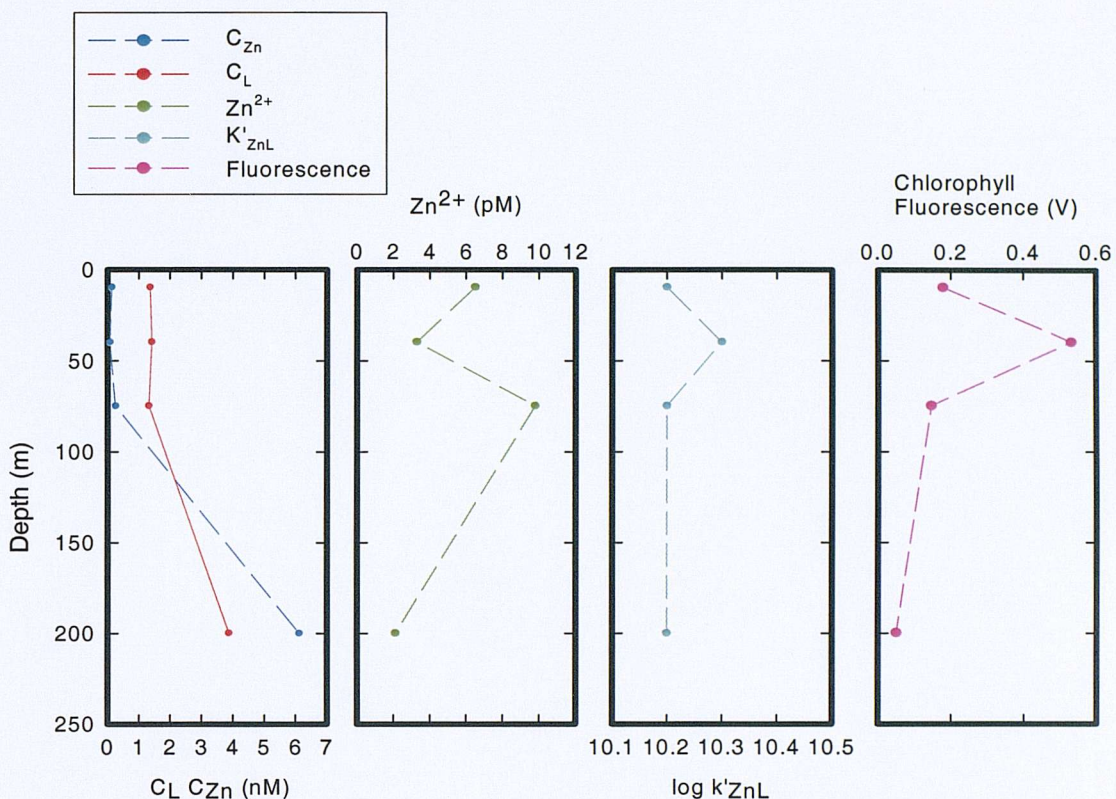 C_Zn
C_L
Zn²⁺
K'_ZnL
Fluorescence
Zn²⁺ (pM)
Chlorophyll
Fluorescence (V)
0 2 4 6 8 10 12
0.0 0.2 0.4 0.6
0
50
100
150
200
250
Depth (m)
0 1 2 3 4 5 6 7
10.1 10.2 10.3 10.4 10.5
C_L C_Zn (nM)
log k'ZnL